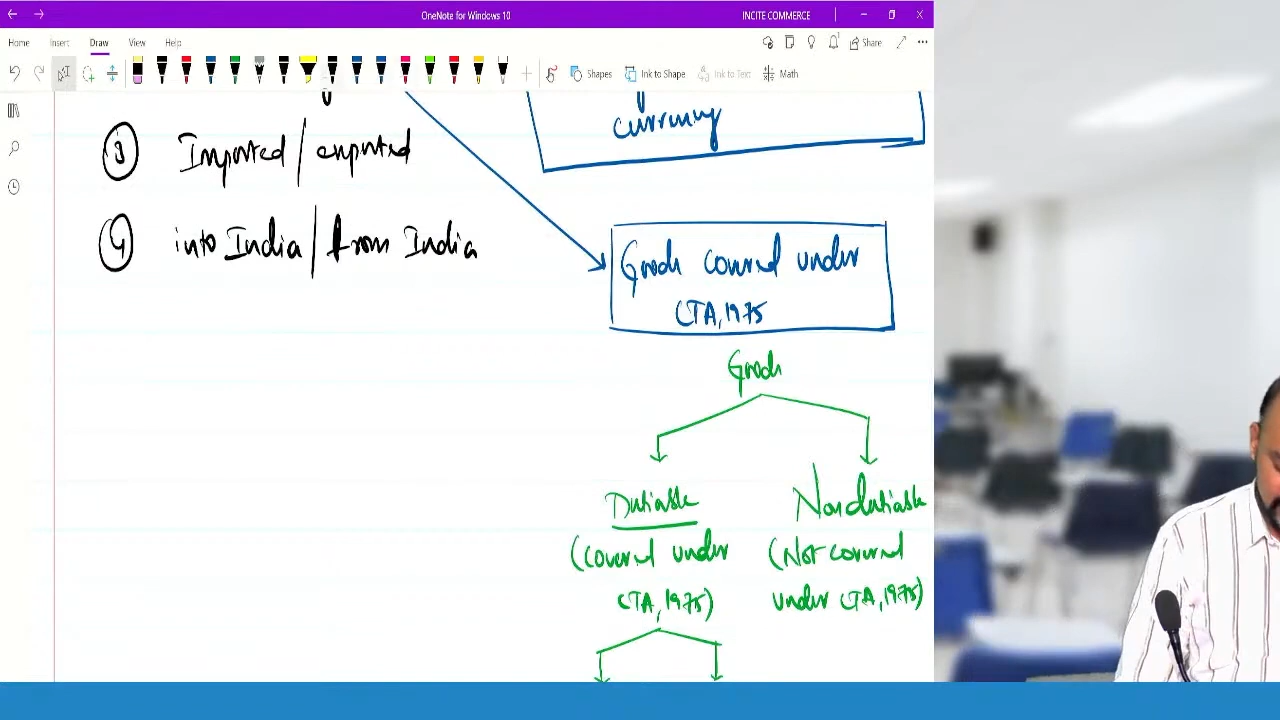 OneNote for Windows 10
INCITE COMMERCE
Home Insert Draw View Help
Share
Shapes
Ink to Shape
Ink to Text
Math
currency
3 Imported / exported
4 into India / from India
Goods covered under
CTA, 1975
Goods
Dutiable
(Covered under
CTA, 1975)
Non dutiable
(Not covered
under CTA, 1975)